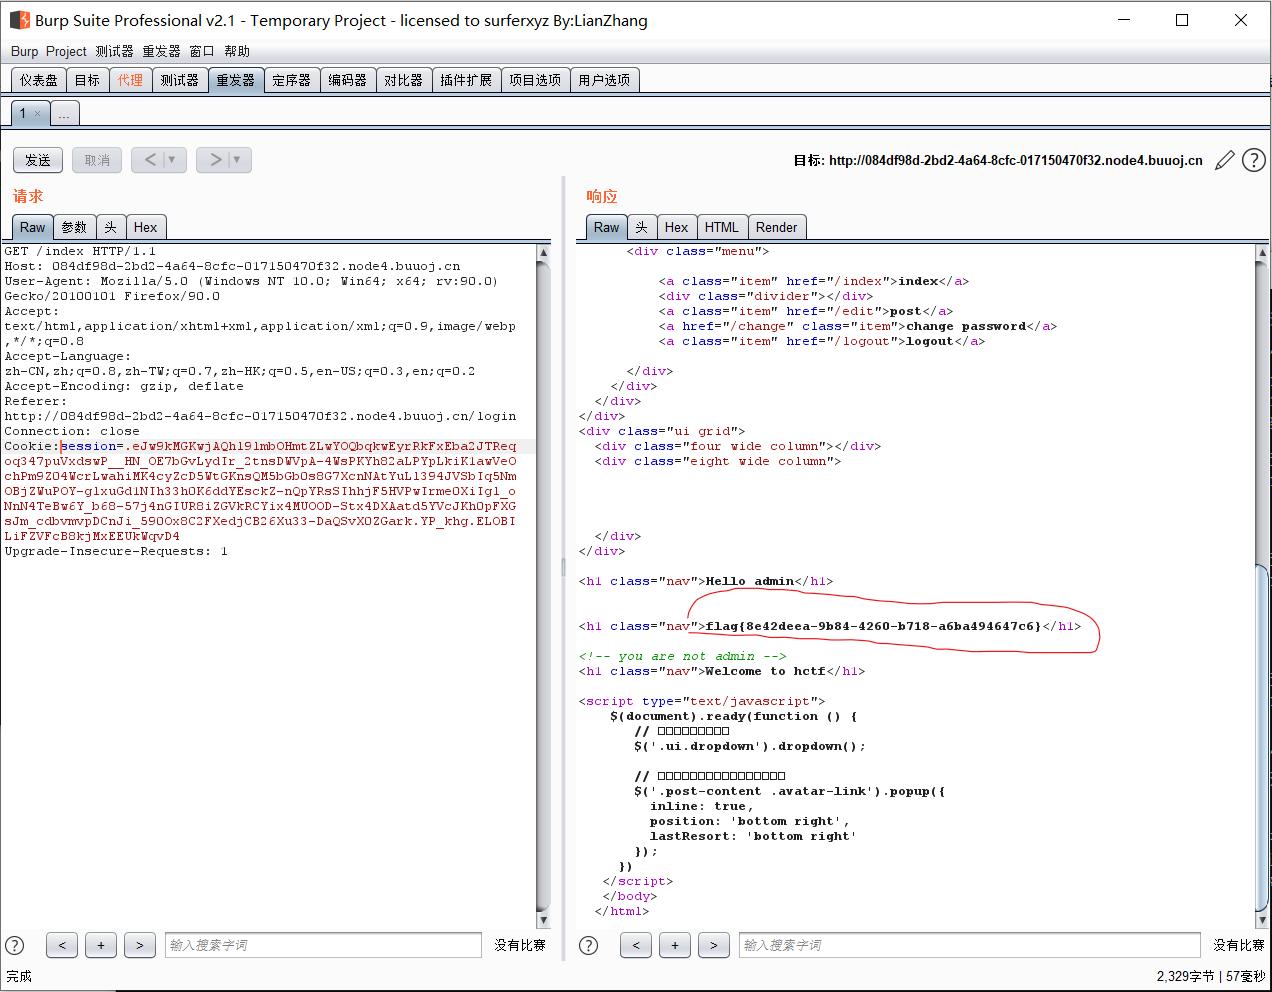 Burp Suite Professional v2.1 - Temporary Project - licensed to surferxyz By:LianZhang
Burp Project 测试器 重发器 窗口 帮助
仪表盘 目标 代理 测试器 重发器 定序器 编码器 对比器 插件扩展 项目选项 用户选项
1 × ...
发送 取消 < > 目标: http://084df98d-2bd2-4a64-8cfc-017150470f32.node4.buuoj.cn ?
请求
Raw 参数 头 Hex
GET /index HTTP/1.1
Host: 084df98d-2bd2-4a64-8cfc-017150470f32.node4.buuoj.cn
User-Agent: Mozilla/5.0 (Windows NT 10.0; Win64; x64; rv:90.0)
Gecko/20100101 Firefox/90.0
Accept:
text/html,application/xhtml+xml,application/xml;q=0.9,image/webp
,*/*;q=0.8
Accept-Language:
zh-CN,zh;q=0.8,zh-TW;q=0.7,zh-HK;q=0.5,en-US;q=0.3,en;q=0.2
Accept-Encoding: gzip, deflate
Referer:
http://084df98d-2bd2-4a64-8cfc-017150470f32.node4.buuoj.cn/login
Connection: close
Cookie:session=.eJw9kMGKwjAQhl9lmbOHmtZLwYOQbqkwEyrRkFxEba2JTReq
Upgrade-Insecure-Requests: 1
响应
Raw 头 Hex HTML Render
<div class="menu">
<a class="item" href="/index">index</a>
<div class="divider"></div>
<a class="item" href="/edit">post</a>
<a href="/change" class="item">change password</a>
<a class="item" href="/logout">logout</a>
</div>
</div>
</div>
</div>
<div class="ui grid">
<div class="four wide column"></div>
<div class="eight wide column">
</div>
</div>
<h1 class="nav">Hello admin</h1>
<h1 class="nav">flag{8e42deea-9b84-4260-b718-a6ba494647c6}</h1>
<!-- you are not admin -->
<h1 class="nav">Welcome to hctf</h1>
<script type="text/javascript">
$(document).ready(function () {
//
$('.ui.dropdown').dropdown();
//
$('.post-content .avatar-link').popup({
inline: true,
position: 'bottom right',
lastResort: 'bottom right'
});
})
</script>
</body>
</html>
? < + > 输入搜索字词 没有比赛
? < + > 输入搜索字词 没有比赛
完成 2,329字节 | 57毫秒